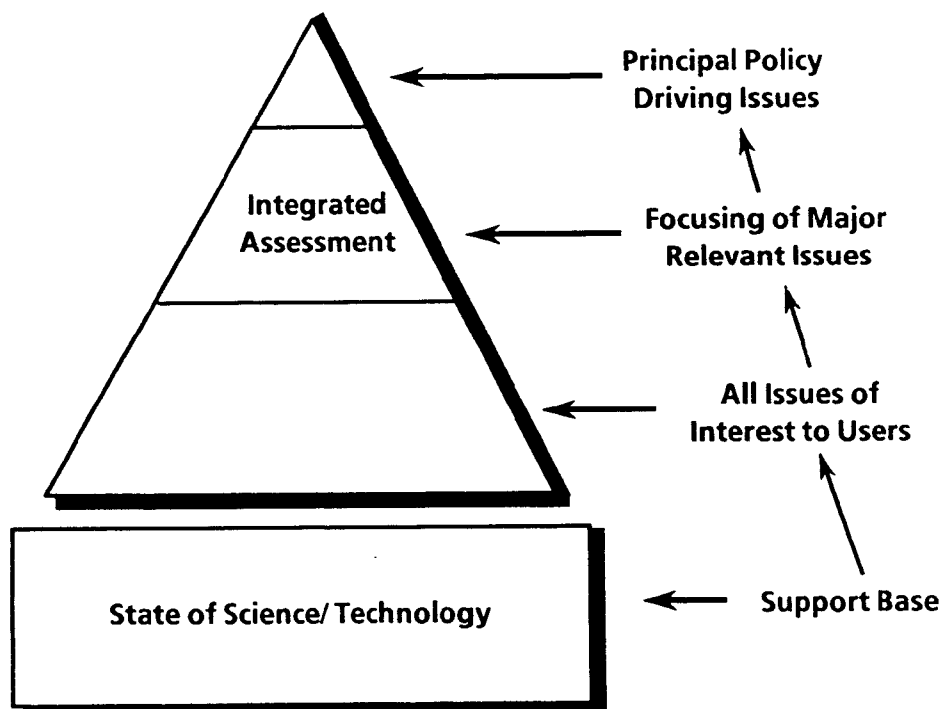 Principal Policy
Driving Issues
Integrated
Assessment
Focusing of Major
Relevant Issues
All Issues of
Interest to Users
State of Science/ Technology
Support Base